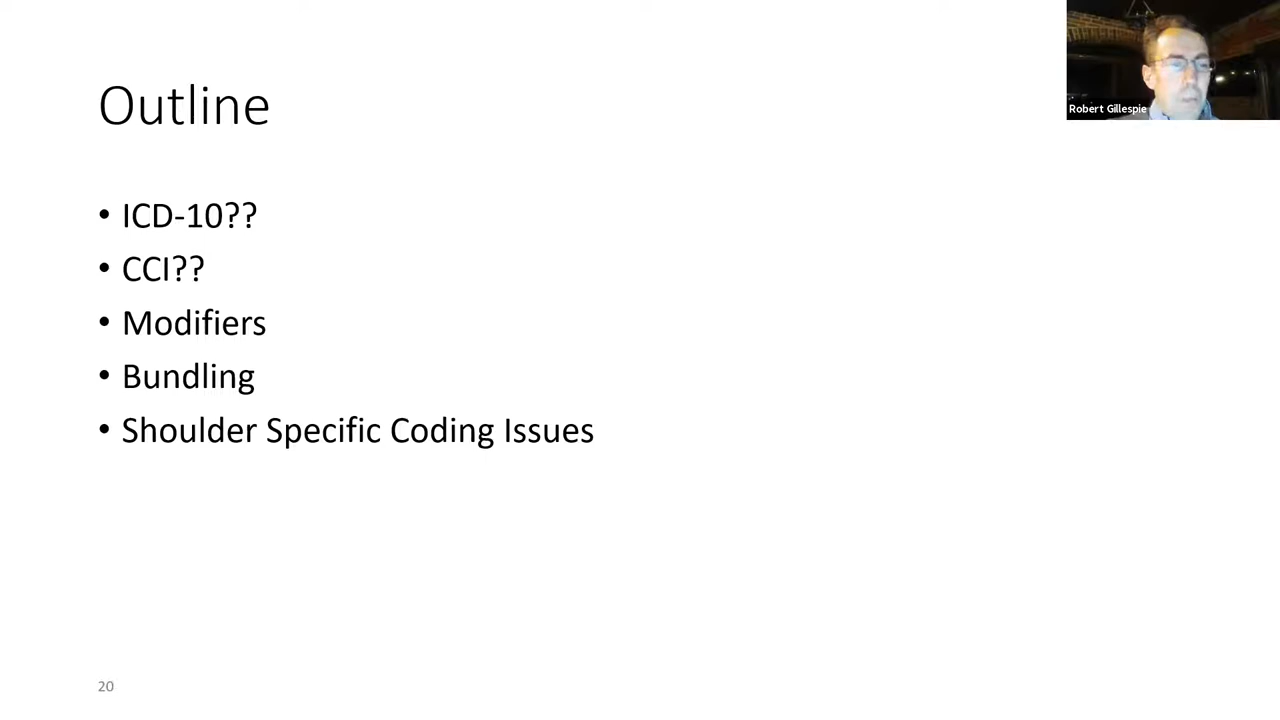 Outline
Robert Gillespie
• ICD-10??
• CCI??
• Modifiers
• Bundling
• Shoulder Specific Coding Issues
20